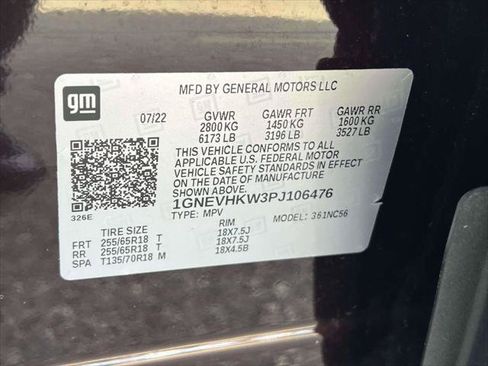 gm
MFD BY GENERAL MOTORS LLC
07/22 GVWR GAWR FRT GAWR RR
2800 KG 1450 KG 1600 KG
6173 LB 3196 LB 3527 LB
THIS VEHICLE CONFORMS TO ALL
APPLICABLE U.S. FEDERAL MOTOR
VEHICLE SAFETY STANDARDS IN EFFECT
ON THE DATE OF MANUFACTURE
SHOWN ABOVE.
1GNEVHKW3PJ106476
326E TYPE: MPV MODEL: 361NC56
TIRE SIZE RIM
FRT 255/65R18 T 18X7.5J
RR 255/65R18 T 18X7.5J
SPA T135/70R18 M 18X4.5B